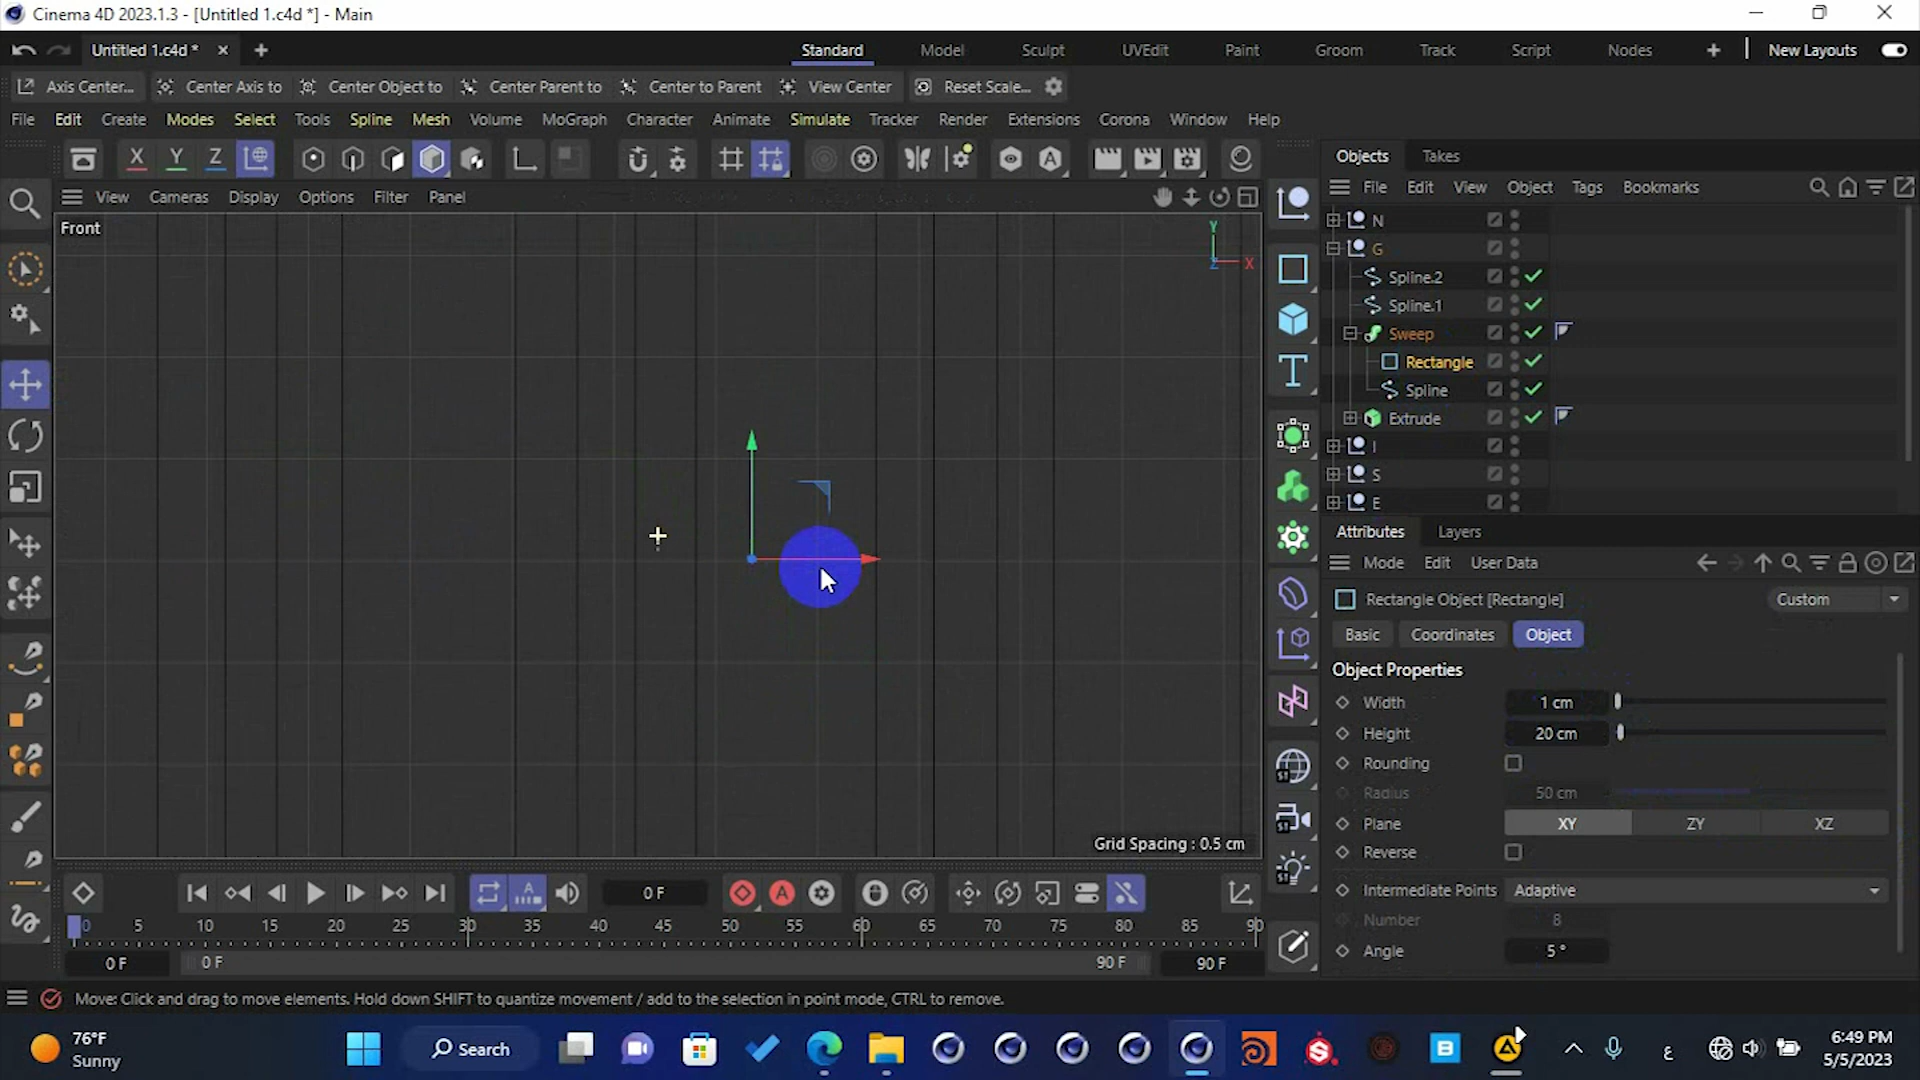 Cinema 4D 2023.1.3 - [Untitled 1.c4d *] - Main
Untitled 1.c4d *
Standard Model Sculpt UVEdit Paint Groom Track Script Nodes New Layouts
Axis Center... Center Axis to Center Object to Center Parent to Center to Parent View Center Reset Scale...
File Edit Create Modes Select Tools Spline Mesh Volume MoGraph Character Animate Simulate Tracker Render Extensions Corona Window Help
X Y Z
Objects Takes
View Cameras Display Options Filter Panel
File Edit View Object Tags Bookmarks
Front
Y
X
Z
N
G
Spline.2
Spline.1
Sweep
Rectangle
Spline
Extrude
I
S
E
Attributes Layers
Mode Edit User Data
Rectangle Object [Rectangle] Custom
Basic Coordinates Object
Object Properties
Width 1 cm
Height 20 cm
Rounding
Radius 50 cm
Plane XY ZY XZ
Reverse
Intermediate Points Adaptive
Number 8
Angle 5 °
Grid Spacing : 0.5 cm
0 F
0 5 10 15 20 25 30 35 40 45 50 55 60 65 70 75 80 85 90
0 F 0 F 90 F 90 F
Move: Click and drag to move elements. Hold down SHIFT to quantize movement / add to the selection in point mode, CTRL to remove.
76°F
Sunny
Search
ع
6:49 PM
5/5/2023